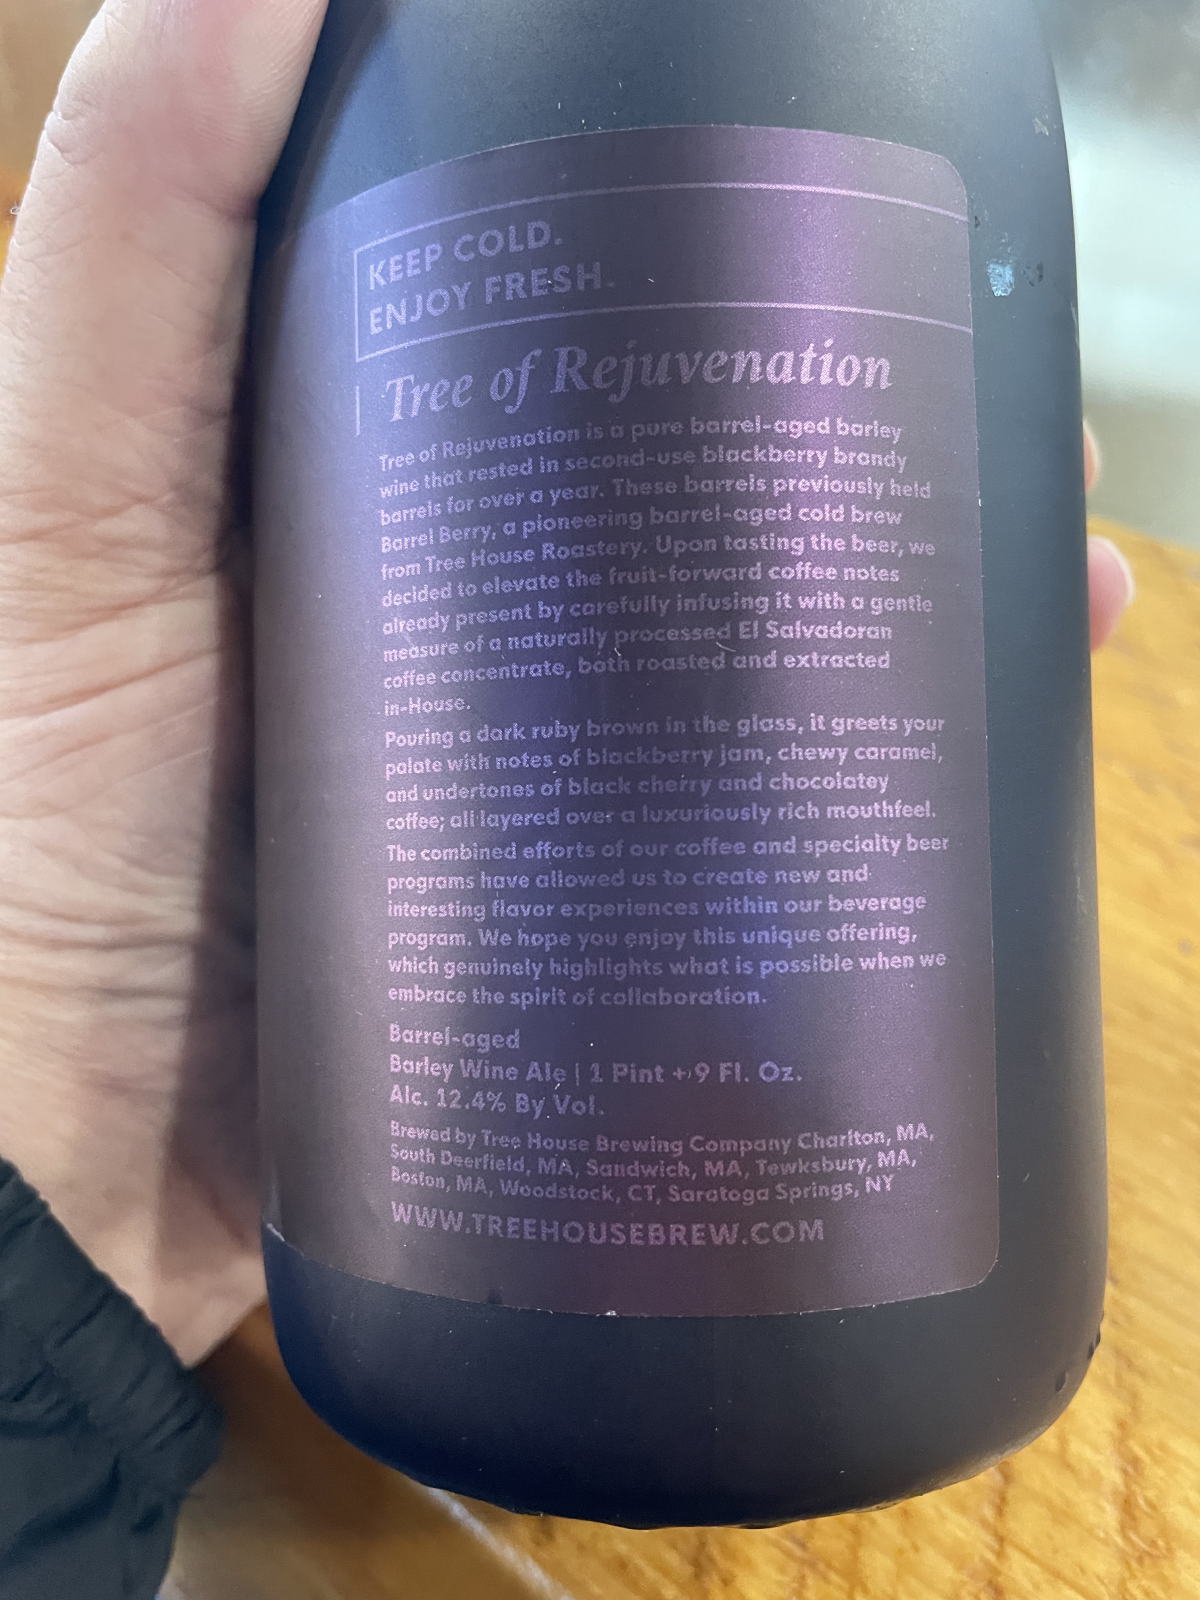 KEEP COLD.
ENJOY FRESH.
Tree of Rejuvenation
Tree of Rejuvenation is a pure barrel-aged barley
wine that rested in second-use blackberry brandy
barrels for over a year. These barrels previously held
Barrel Berry, a pioneering barrel-aged cold brew
from Tree House Roastery. Upon tasting the beer, we
decided to elevate the fruit-forward coffee notes
already present by carefully infusing it with a gentle
measure of a naturally processed El Salvadoran
coffee concentrate, both roasted and extracted
in-House.
Pouring a dark ruby brown in the glass, it greets your
palate with notes of blackberry jam, chewy caramel,
and undertones of black cherry and chocolatey
coffee; all layered over a luxuriously rich mouthfeel.
The combined efforts of our coffee and specialty beer
programs have allowed us to create new and
interesting flavor experiences within our beverage
program. We hope you enjoy this unique offering,
which genuinely highlights what is possible when we
embrace the spirit of collaboration.
Barrel-aged
Barley Wine Ale | 1 Pint + 9 Fl. Oz.
Alc. 12.4% By Vol.
Brewed by Tree House Brewing Company Charlton, MA,
South Deerfield, MA, Sandwich, MA, Tewksbury, MA,
Boston, MA, Woodstock, CT, Saratoga Springs, NY
WWW.TREEHOUSEBREW.COM